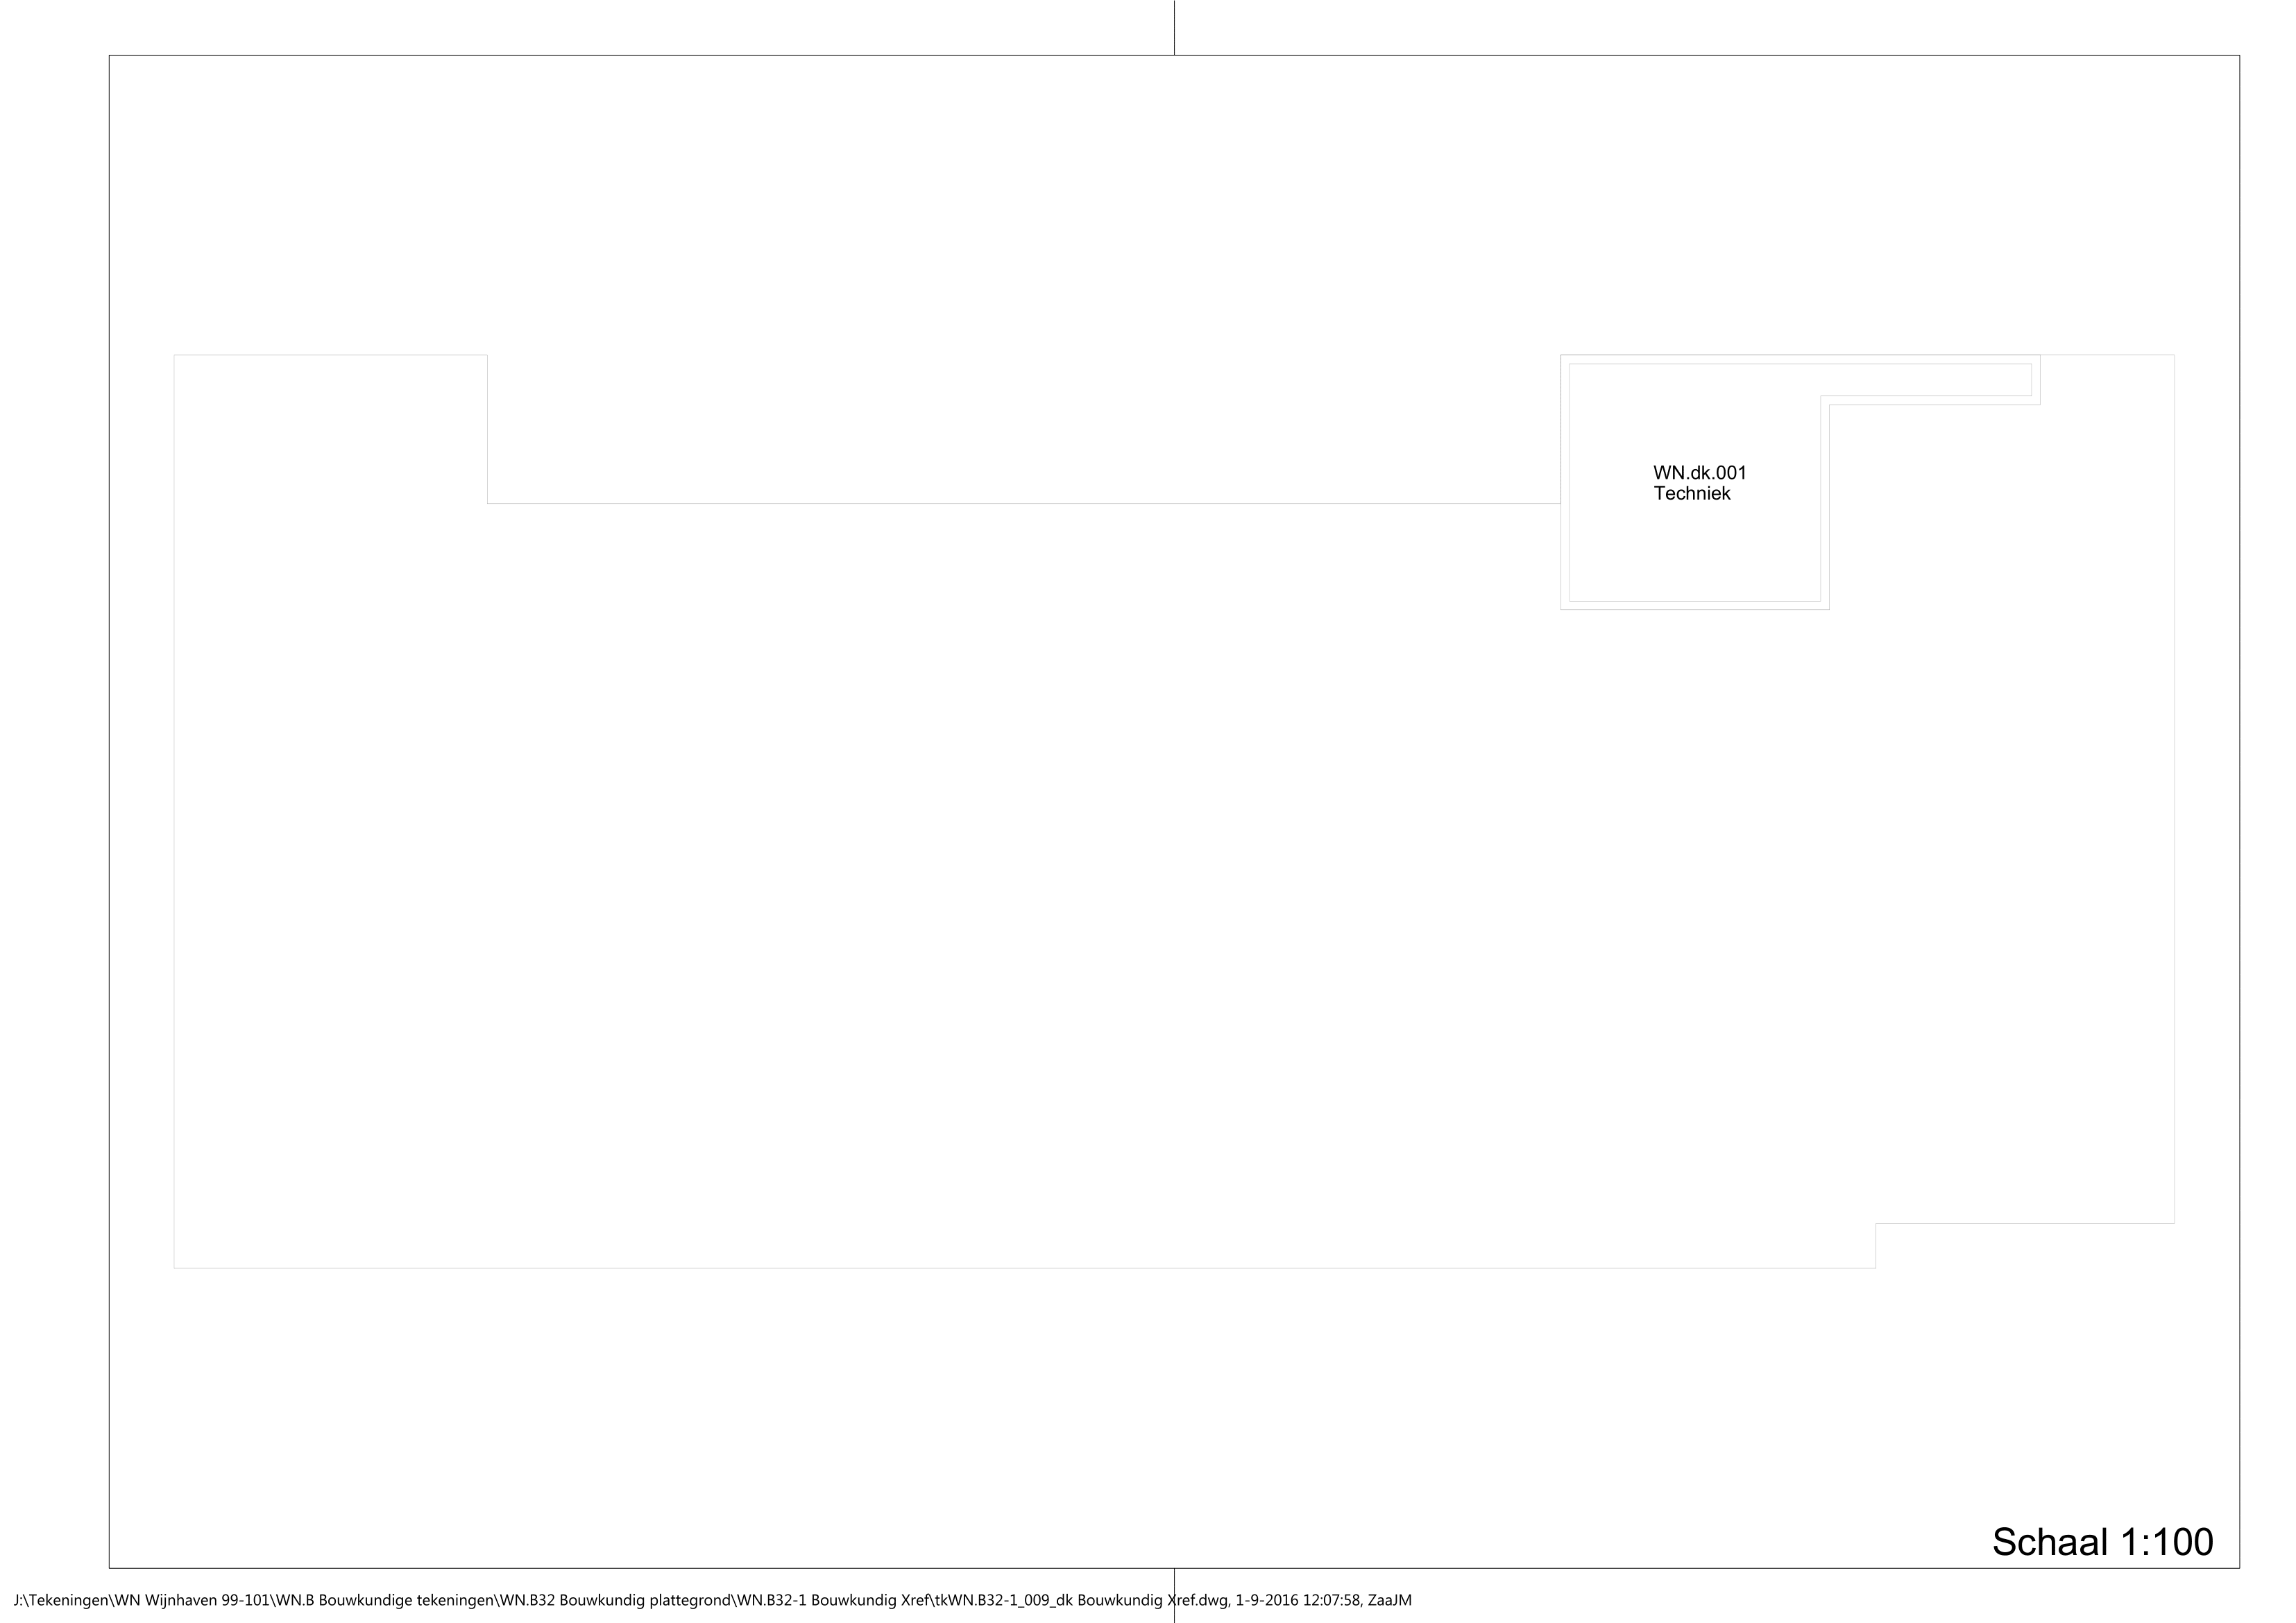 WN.dk.001
Techniek
Schaal 1:100
J:\Tekeningen\WN Wijnhaven 99-101\WN.B Bouwkundige tekeningen\WN.B32 Bouwkundig plattegrond\WN.B32-1 Bouwkundig Xref\tkWN.B32-1_009_dk Bouwkundig Xref.dwg, 1-9-2016 12:07:58, ZaaJM